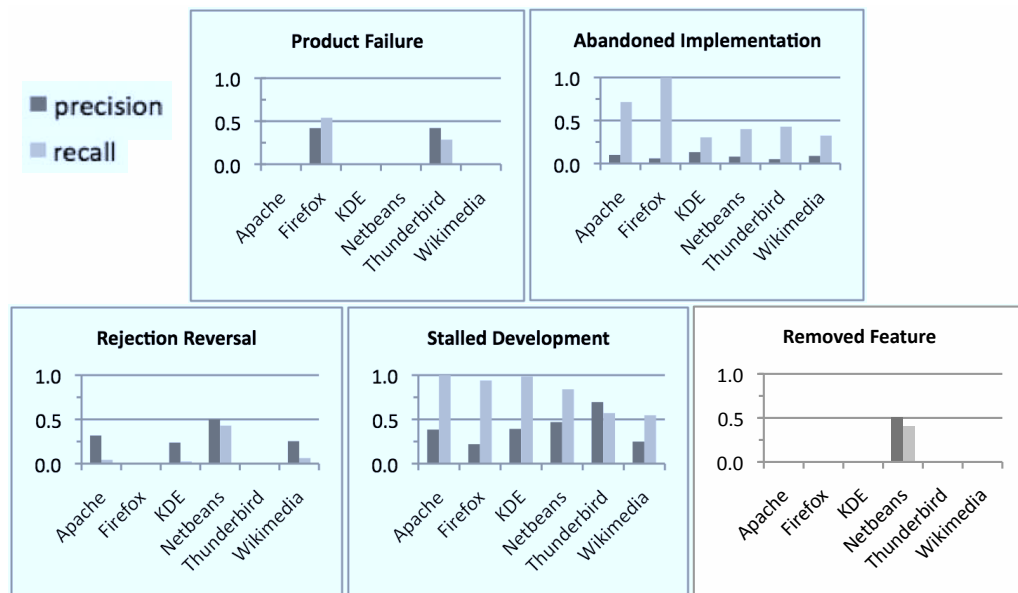 precision
recall
Product Failure
1.0
0.5
0.0
Apache
Firefox
KDE
Netbeans
Thunderbird
Wikimedia
Abandoned Implementation
1.0
0.5
0.0
Apache
Firefox
KDE
Netbeans
Thunderbird
Wikimedia
Rejection Reversal
1.0
0.5
0.0
Apache
Firefox
KDE
Netbeans
Thunderbird
Wikimedia
Stalled Development
1.0
0.5
0.0
Apache
Firefox
KDE
Netbeans
Thunderbird
Wikimedia
Removed Feature
1.0
0.5
0.0
Apache
Firefox
KDE
Netbeans
Thunderbird
Wikimedia